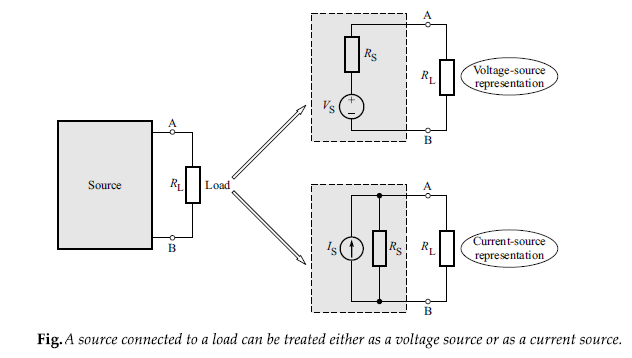 A
R_S
R_L
Voltage-source
representation
V_S
+
−
B
A
Source
R_L
Load
B
A
I_S
R_S
R_L
Current-source
representation
B
Fig. A source connected to a load can be treated either as a voltage source or as a current source.